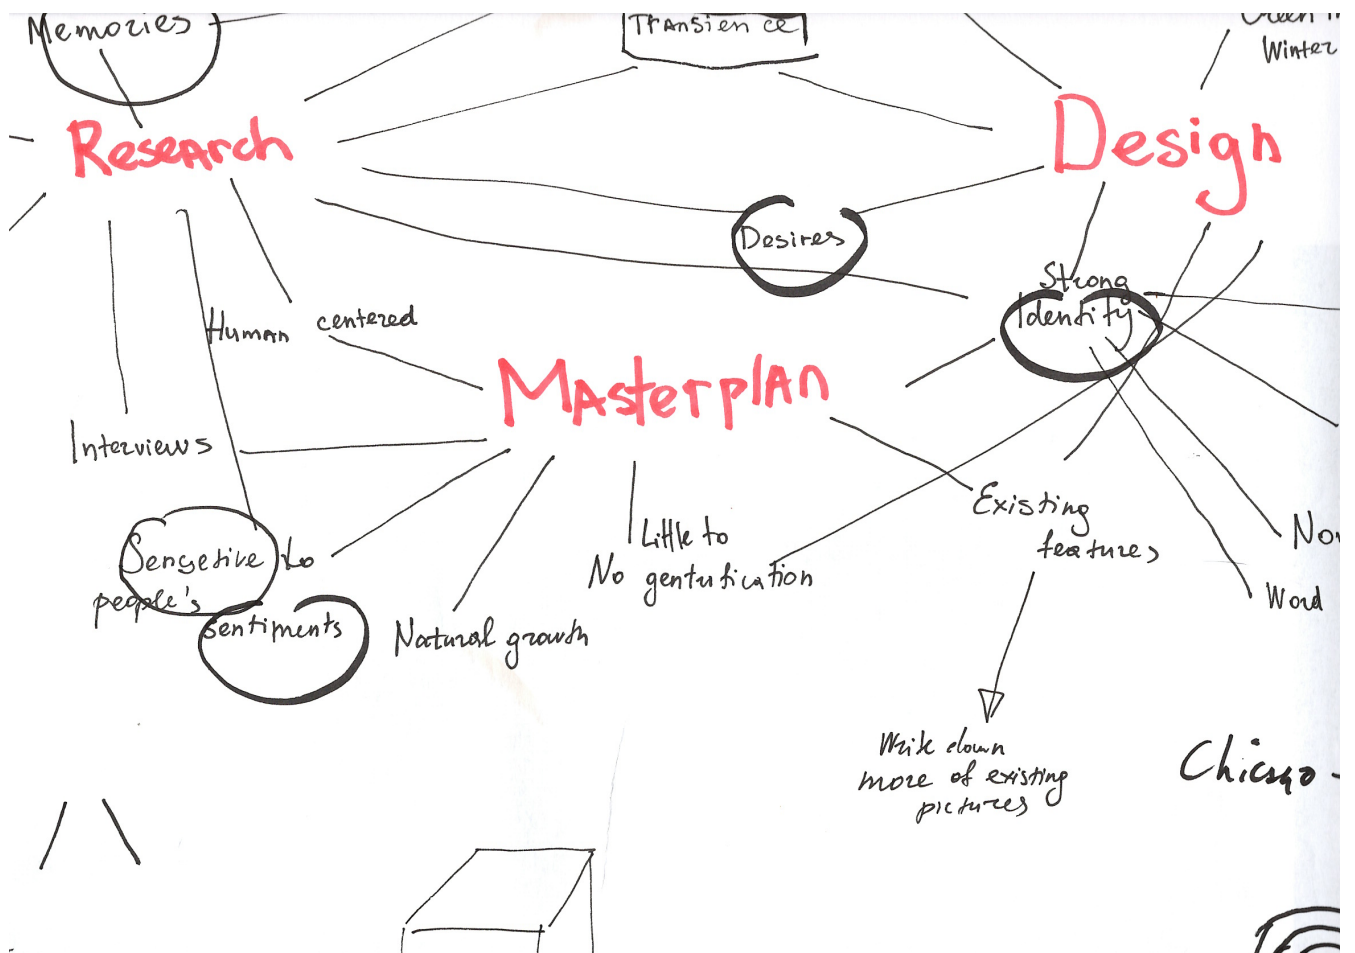 Memories
Transience
Winter
Research
Design
Desires
Strong
Identity
Human centered
Masterplan
Interviews
Existing
features
Little to
No gentrification
No
Sensetive to
people's
sentiments
Natural growth
Word
Write down
more of existing
pictures
Chicago